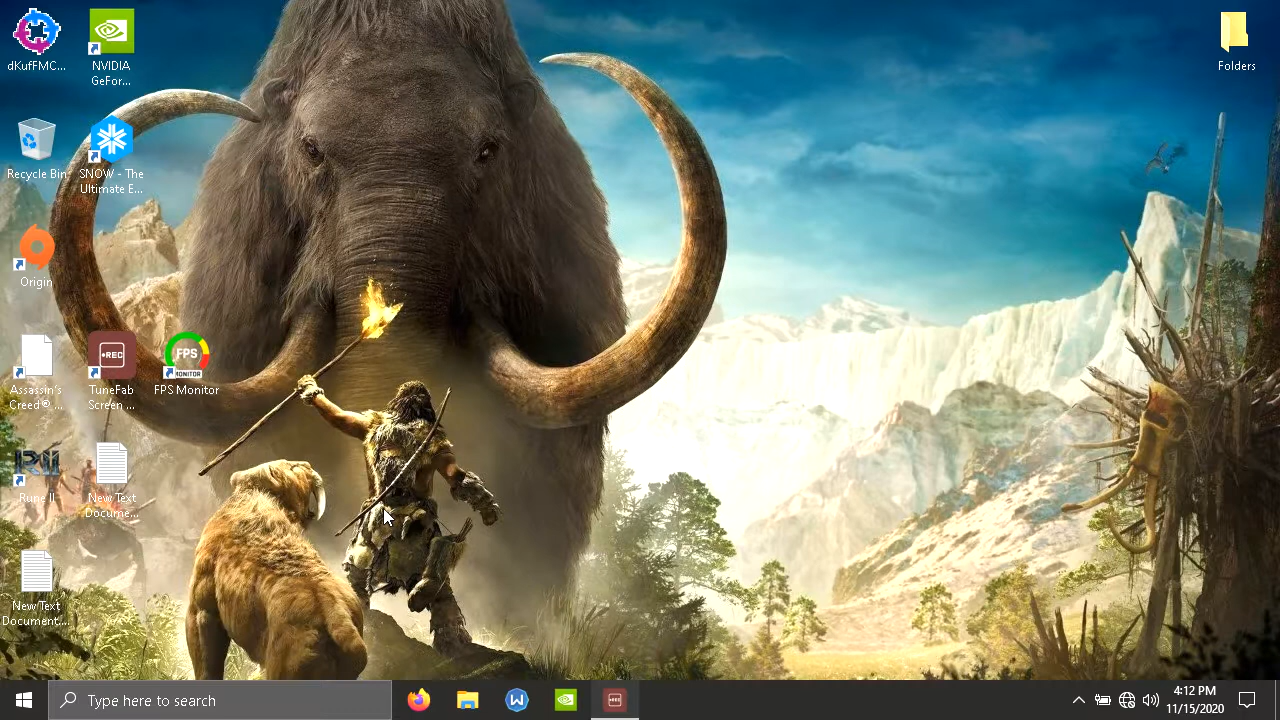 dKufFMC...
NVIDIA
GeFor...
Folders
Recycle Bin
SNOW - The
Ultimate E...
Origin
Assassin's
Creed® ...
•REC
TuneFab
Screen ...
FPS
MONITOR
FPS Monitor
Rune II
New Text
Docume...
New Text
Document....
Type here to search
W
•REC
4:12 PM
11/15/2020